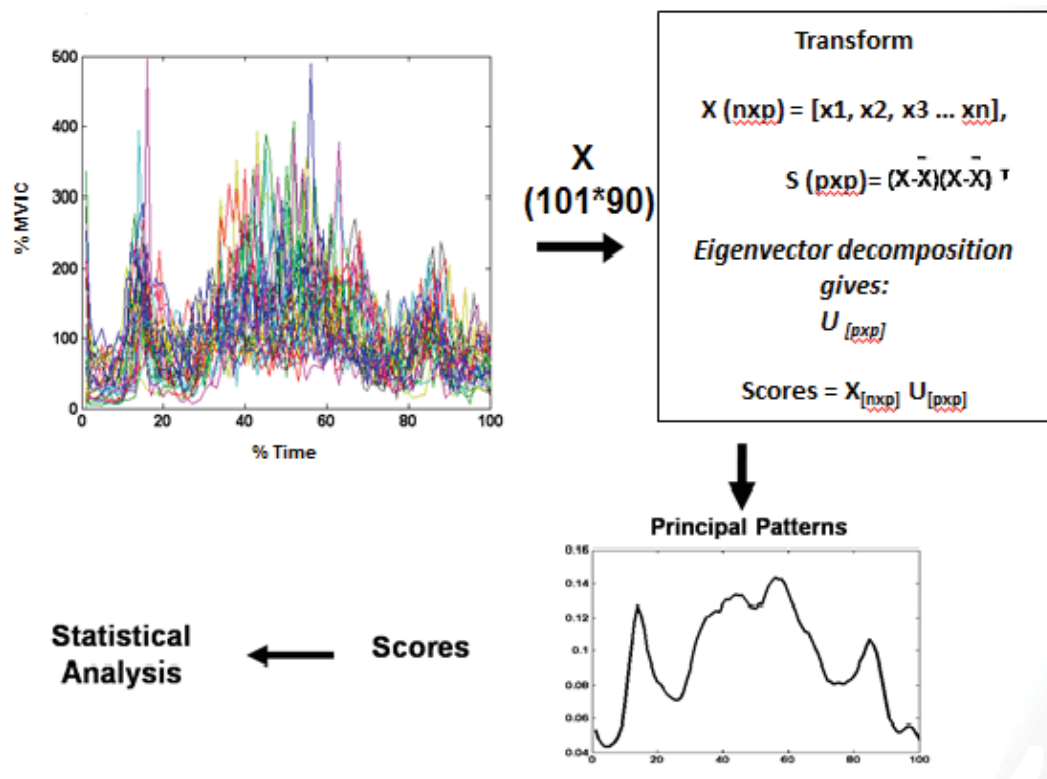 500
400
300
200
100
0
% MVIC
0 20 40 60 80 100
% Time
X
(101*90)
Transform
X (nxp) = [x1, x2, x3 ... xn],
S (pxp)= (X-X̄)(X-X̄) ᵀ
Eigenvector decomposition
gives:
U [pxp]
Scores = X[nxp] U[pxp]
Principal Patterns
0.16
0.14
0.12
0.10
0.08
0.06
0.04
0 20 40 60 80 100
Scores
Statistical
Analysis